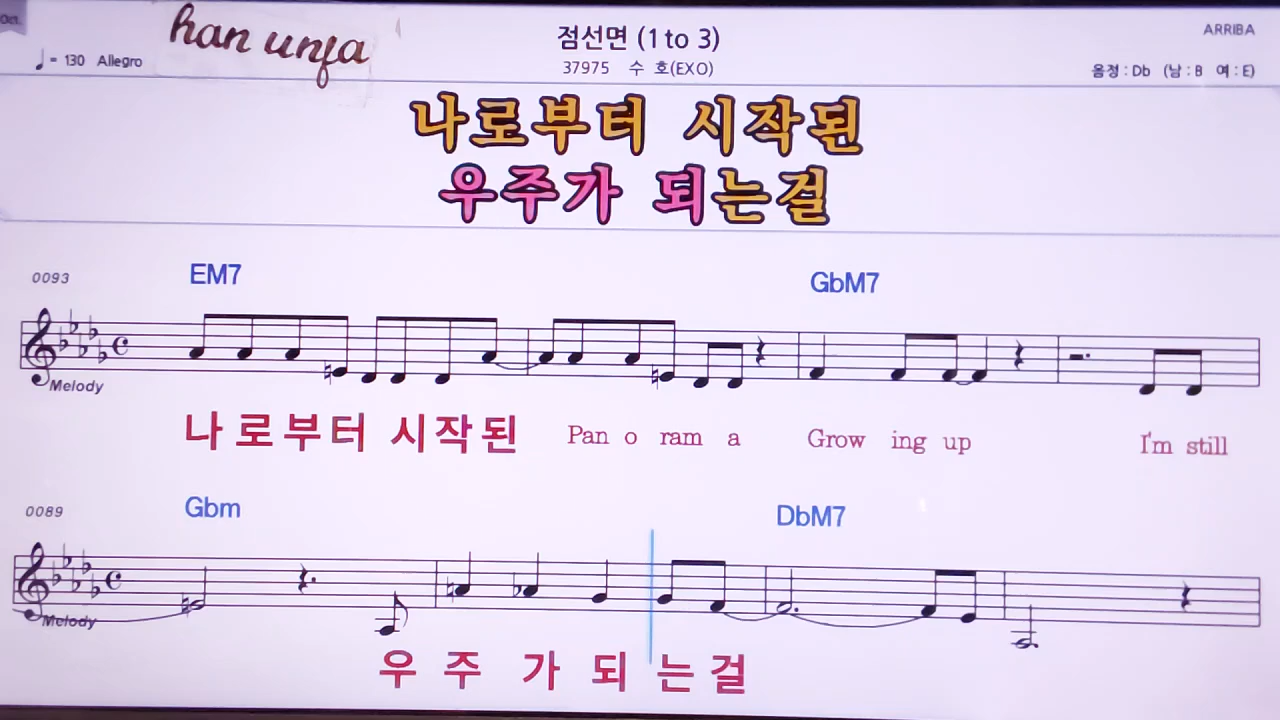 han unfa
점선면 (1 to 3)
ARRIBA
♩= 130 Allegro
37975 수 호(EXO)
음정 : Db (남 : B 여 : E)
나로부터 시작된
우주가 되는걸
0093
EM7
GbM7
Melody
나 로 부 터 시 작 된 Pan o ram a Grow ing up I'm still
0089
Gbm
DbM7
Melody
우 주 가 되 는 걸